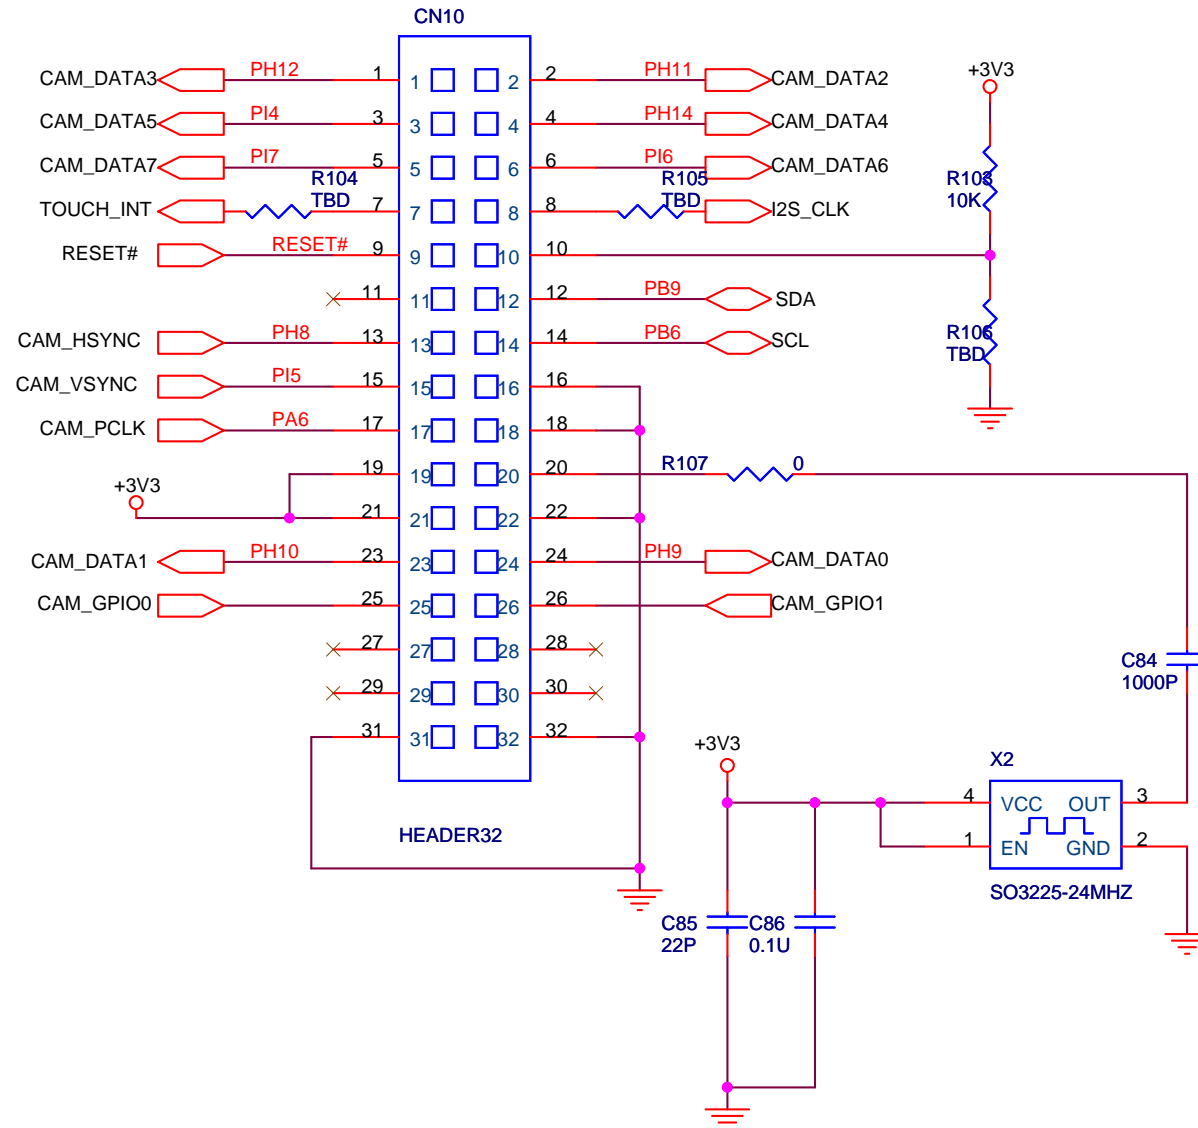 CN10
CAM_DATA3 PH12 1 1 2 2 PH11 CAM_DATA2
+3V3
CAM_DATA5 PI4 3 3 4 4 PH14 CAM_DATA4
CAM_DATA7 PI7 5 5 6 6 PI6 CAM_DATA6
R104
TBD
R105
TBD
R103
10K
TOUCH_INT 7 7 8 8 I2S_CLK
RESET# RESET# 9 9 10 10
11 11 12 12 PB9 SDA
CAM_HSYNC PH8 13 13 14 14 PB6 SCL
R106
TBD
CAM_VSYNC PI5 15 15 16 16
CAM_PCLK PA6 17 17 18 18
19 19 20 20 R107 0
+3V3
21 21 22 22
CAM_DATA1 PH10 23 23 24 24 PH9 CAM_DATA0
CAM_GPIO0 25 25 26 26 CAM_GPIO1
27 27 28 28
29 29 30 30
C84
1000P
31 31 32 32
+3V3
X2
4 VCC OUT 3
1 EN GND 2
HEADER32
SO3225-24MHZ
C85
22P
C86
0.1U